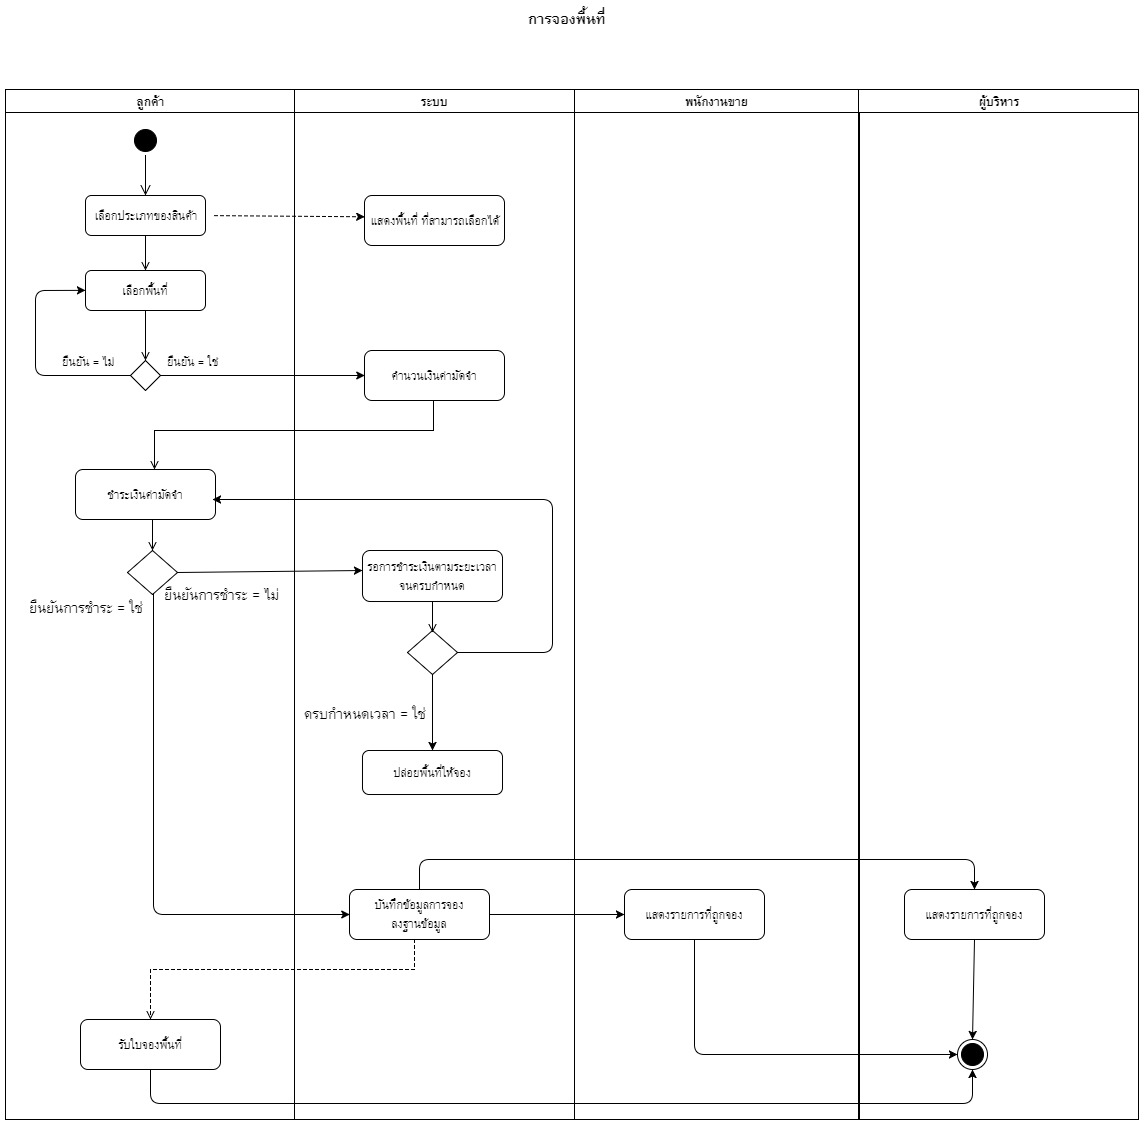 การจองพื้นที่
ลูกค้า
ระบบ
พนักงานขาย
ผู้บริหาร
เลือกประเภทของสินค้า
แสดงพื้นที่ ที่สามารถเลือกได้
เลือกพื้นที่
ยืนยัน = ไม่
ยืนยัน = ใช่
คำนวนเงินค่ามัดจำ
ชำระเงินค่ามัดจำ
รอการชำระเงินตามระยะเวลา
จนครบกำหนด
ยืนยันการชำระ = ไม่
ยืนยันการชำระ = ใช่
ครบกำหนดเวลา = ใช่
ปล่อยพื้นที่ให้จอง
บันทึกข้อมูลการจอง
ลงฐานข้อมูล
แสดงรายการที่ถูกจอง
แสดงรายการที่ถูกจอง
รับใบจองพื้นที่